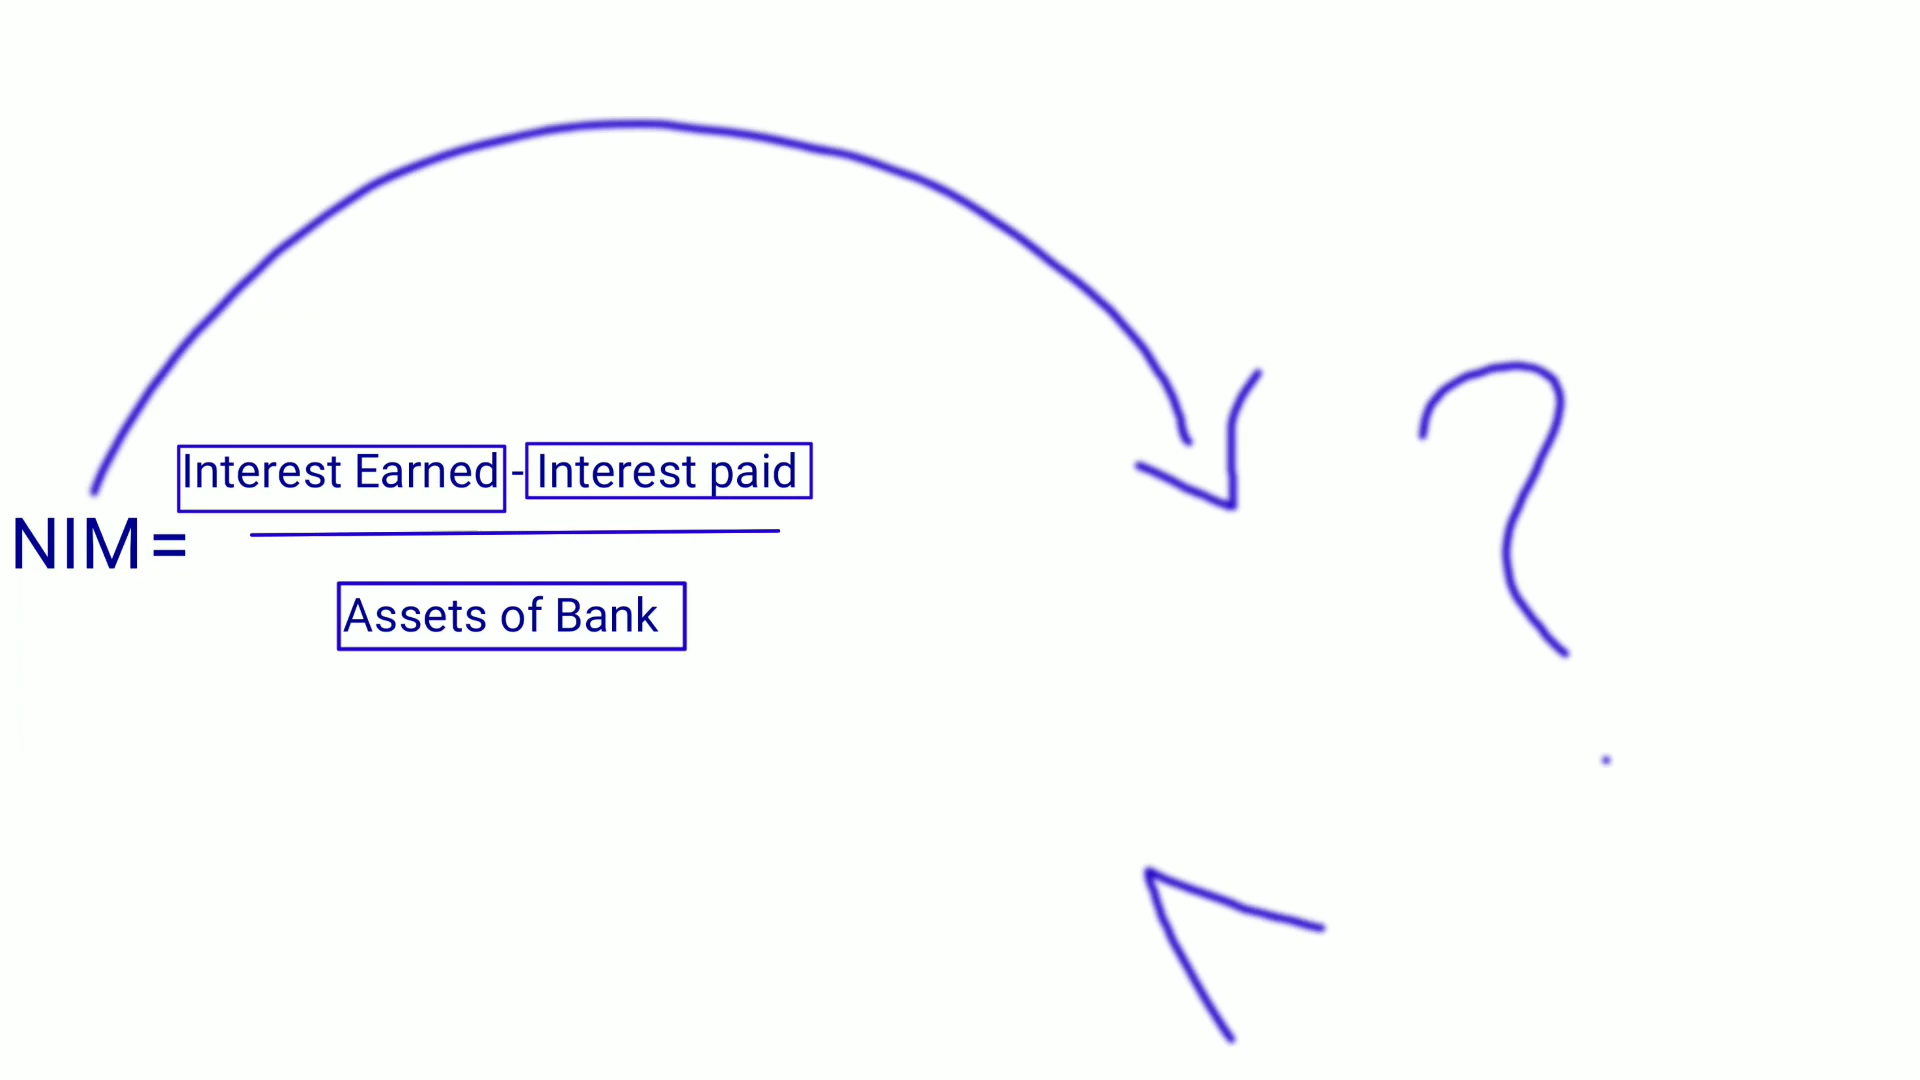 Interest Earned - Interest paid
NIM =
Assets of Bank
?